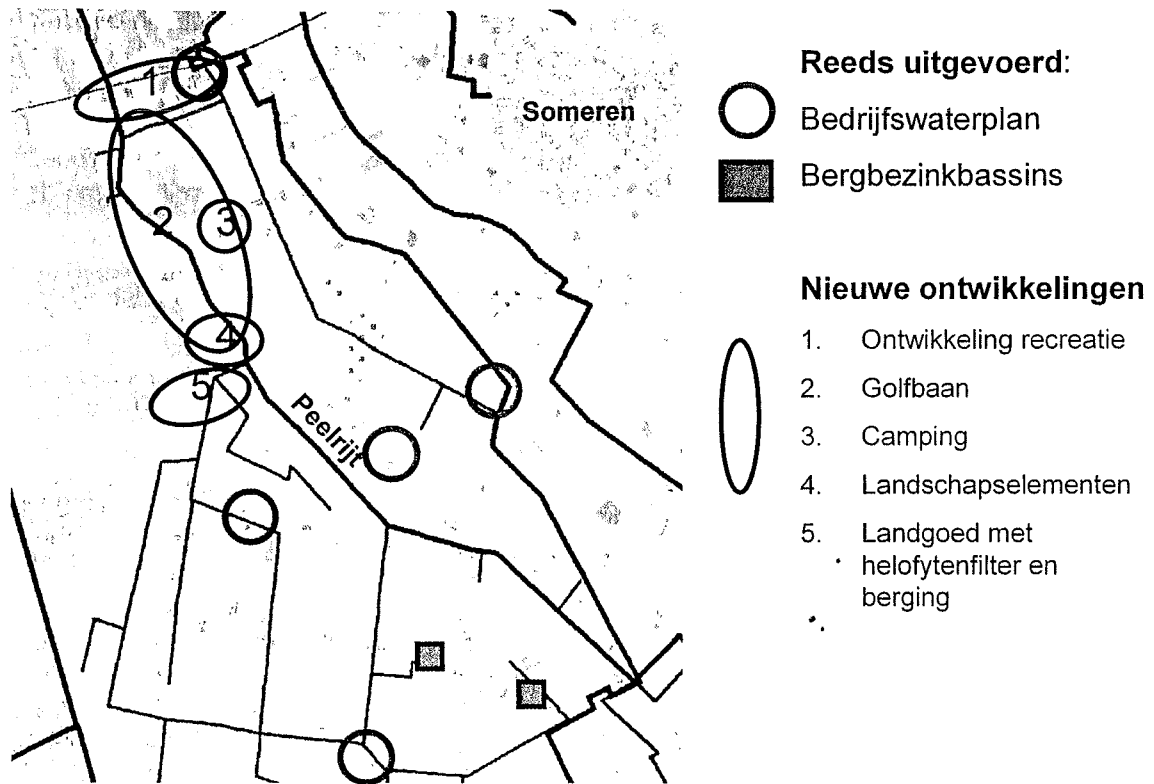 1
Someren
2
3
4
5
Peelrijt
Reeds uitgevoerd:
Bedrijfswaterplan
Bergbezinkbassins
Nieuwe ontwikkelingen
1. Ontwikkeling recreatie
2. Golfbaan
3. Camping
4. Landschapselementen
5. Landgoed met
helofytenfilter en
berging